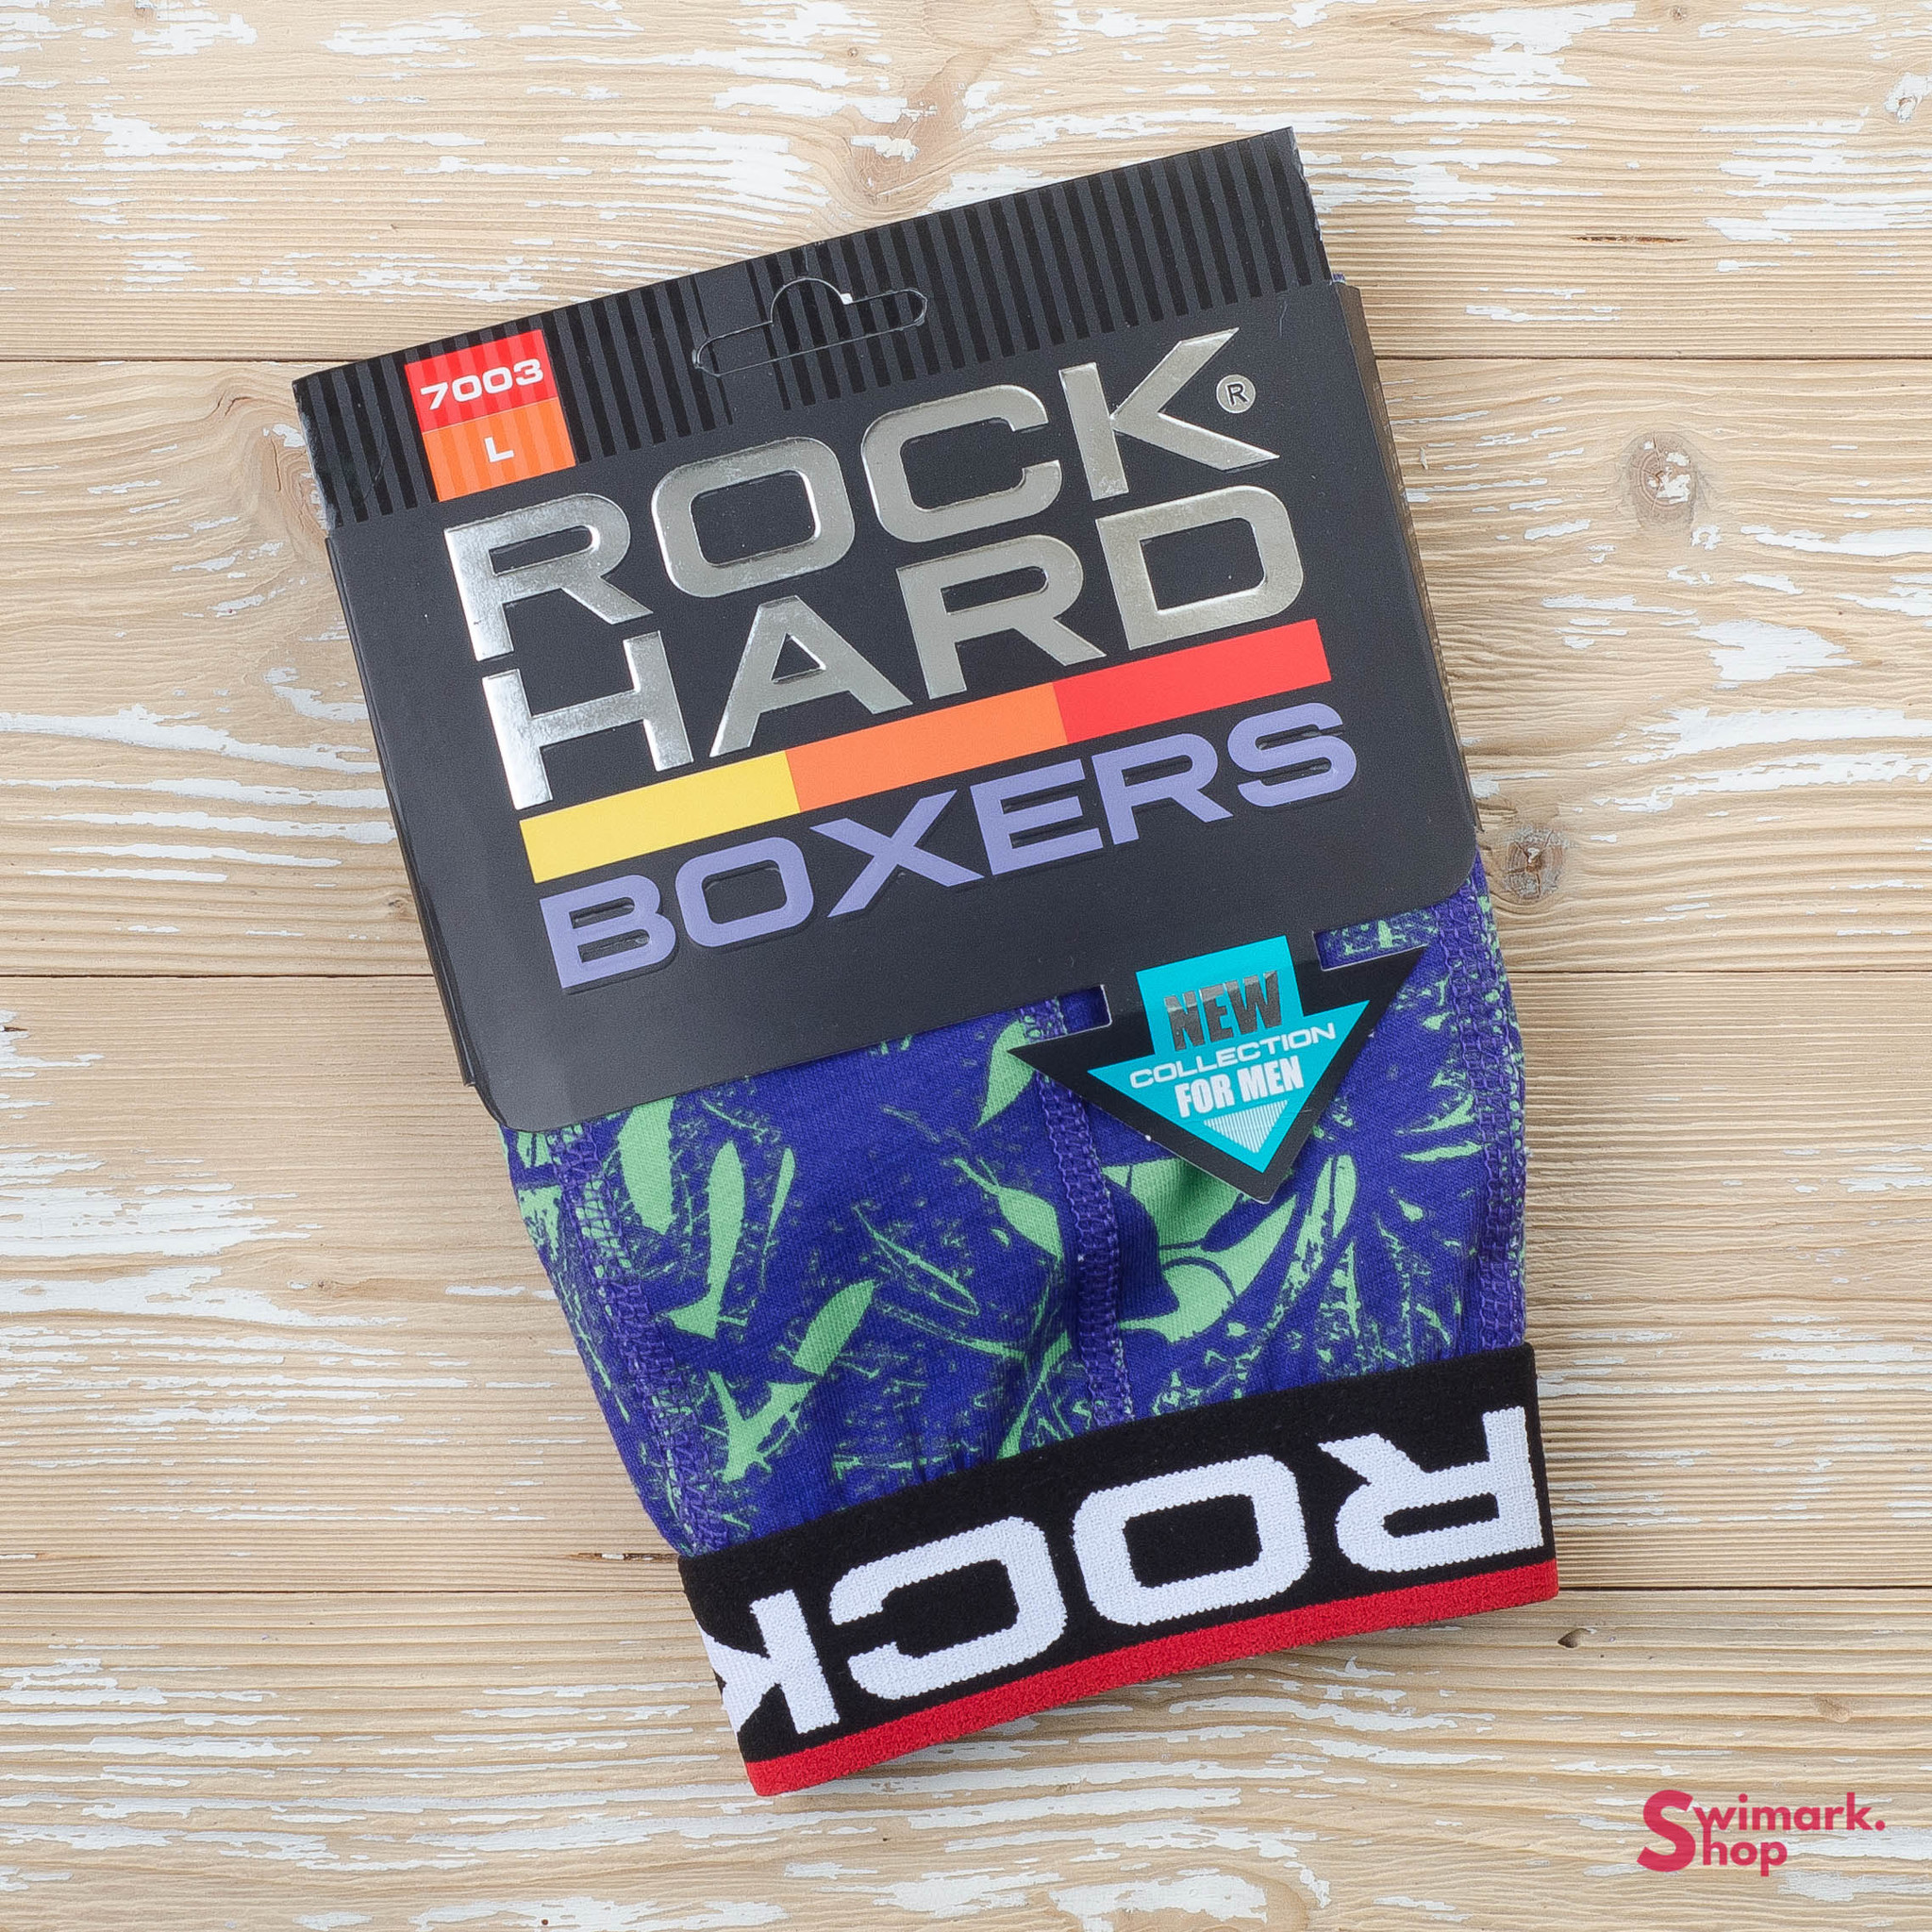 7003
L
ROCK
HARD
®
BOXERS
NEW
COLLECTION
FOR MEN
ROCK
Swimark.
Shop